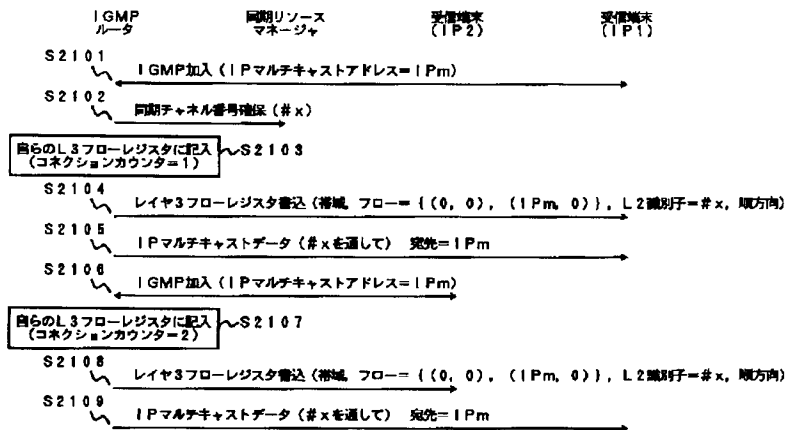 IGMP
ルータ
同期リソース
マネージャ
受信端末
(IP2)
受信端末
(IP1)
S2101
IGMP加入(IPマルチキャストアドレス=IPm)
S2102
同期チャネル番号確保(#x)
自らのL3フローレジスタに記入
(コネクションカウンター=1)
S2103
S2104
レイヤ3フローレジスタ書込(帯域, フロー={(0, 0), (IPm, 0)}, L2識別子=#x, 順方向)
S2105
IPマルチキャストデータ(#xを通して) 宛先=IPm
S2106
IGMP加入(IPマルチキャストアドレス=IPm)
自らのL3フローレジスタに記入
(コネクションカウンター=2)
S2107
S2108
レイヤ3フローレジスタ書込(帯域, フロー={(0, 0), (IPm, 0)}, L2識別子=#x, 順方向)
S2109
IPマルチキャストデータ(#xを通して) 宛先=IPm